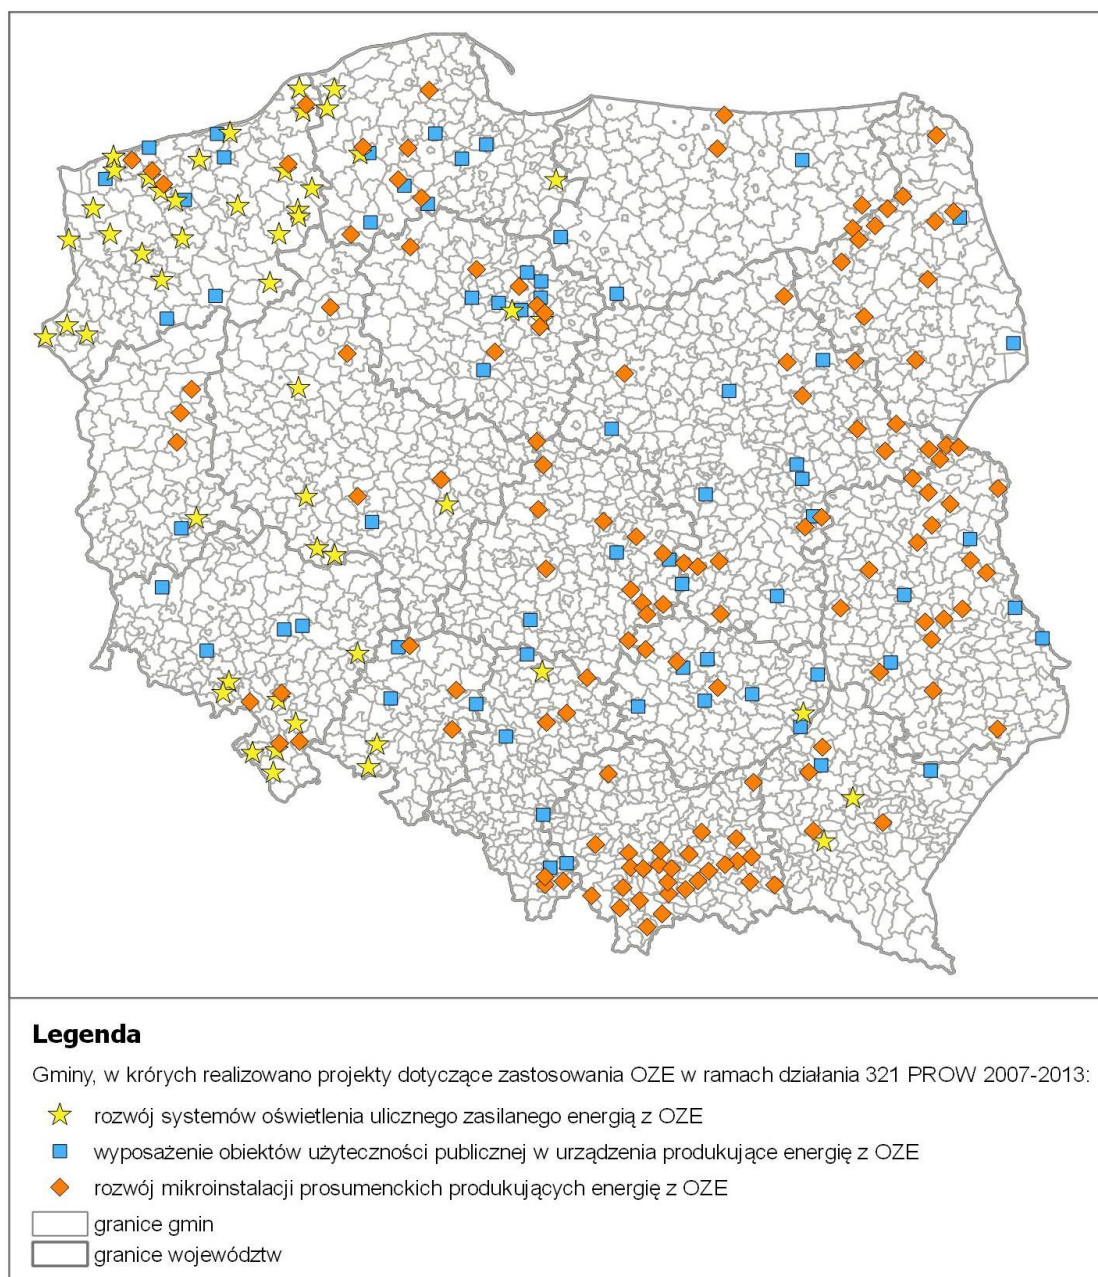 Legenda
Gminy, w krórych realizowano projekty dotyczące zastosowania OZE w ramach działania 321 PROW 2007-2013:
rozwój systemów oświetlenia ulicznego zasilanego energią z OZE
wyposażenie obiektów użyteczności publicznej w urządzenia produkujące energię z OZE
rozwój mikroinstalacji prosumenckich produkujących energię z OZE
granice gmin
granice województw